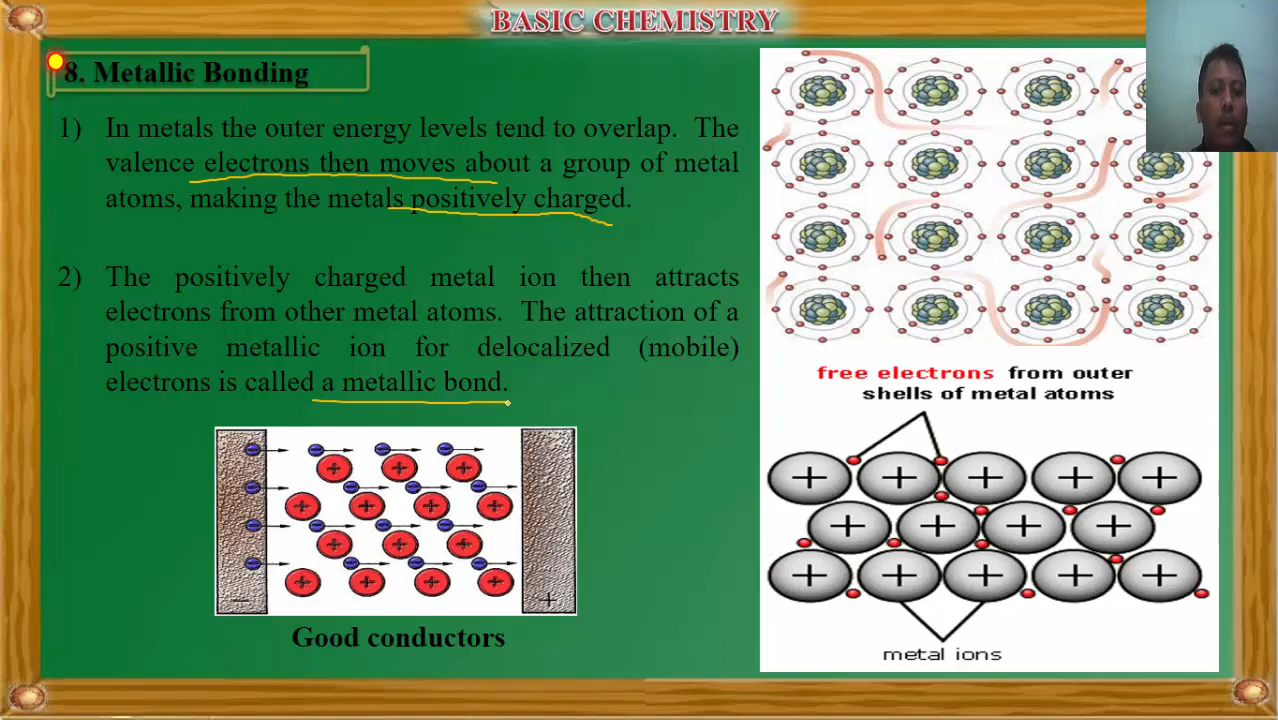 BASIC CHEMISTRY
8. Metallic Bonding
1) In metals the outer energy levels tend to overlap. The
valence electrons then moves about a group of metal
atoms, making the metals positively charged.
2) The positively charged metal ion then attracts
electrons from other metal atoms. The attraction of a
positive metallic ion for delocalized (mobile)
electrons is called a metallic bond.
Good conductors
free electrons from outer
shells of metal atoms
metal ions